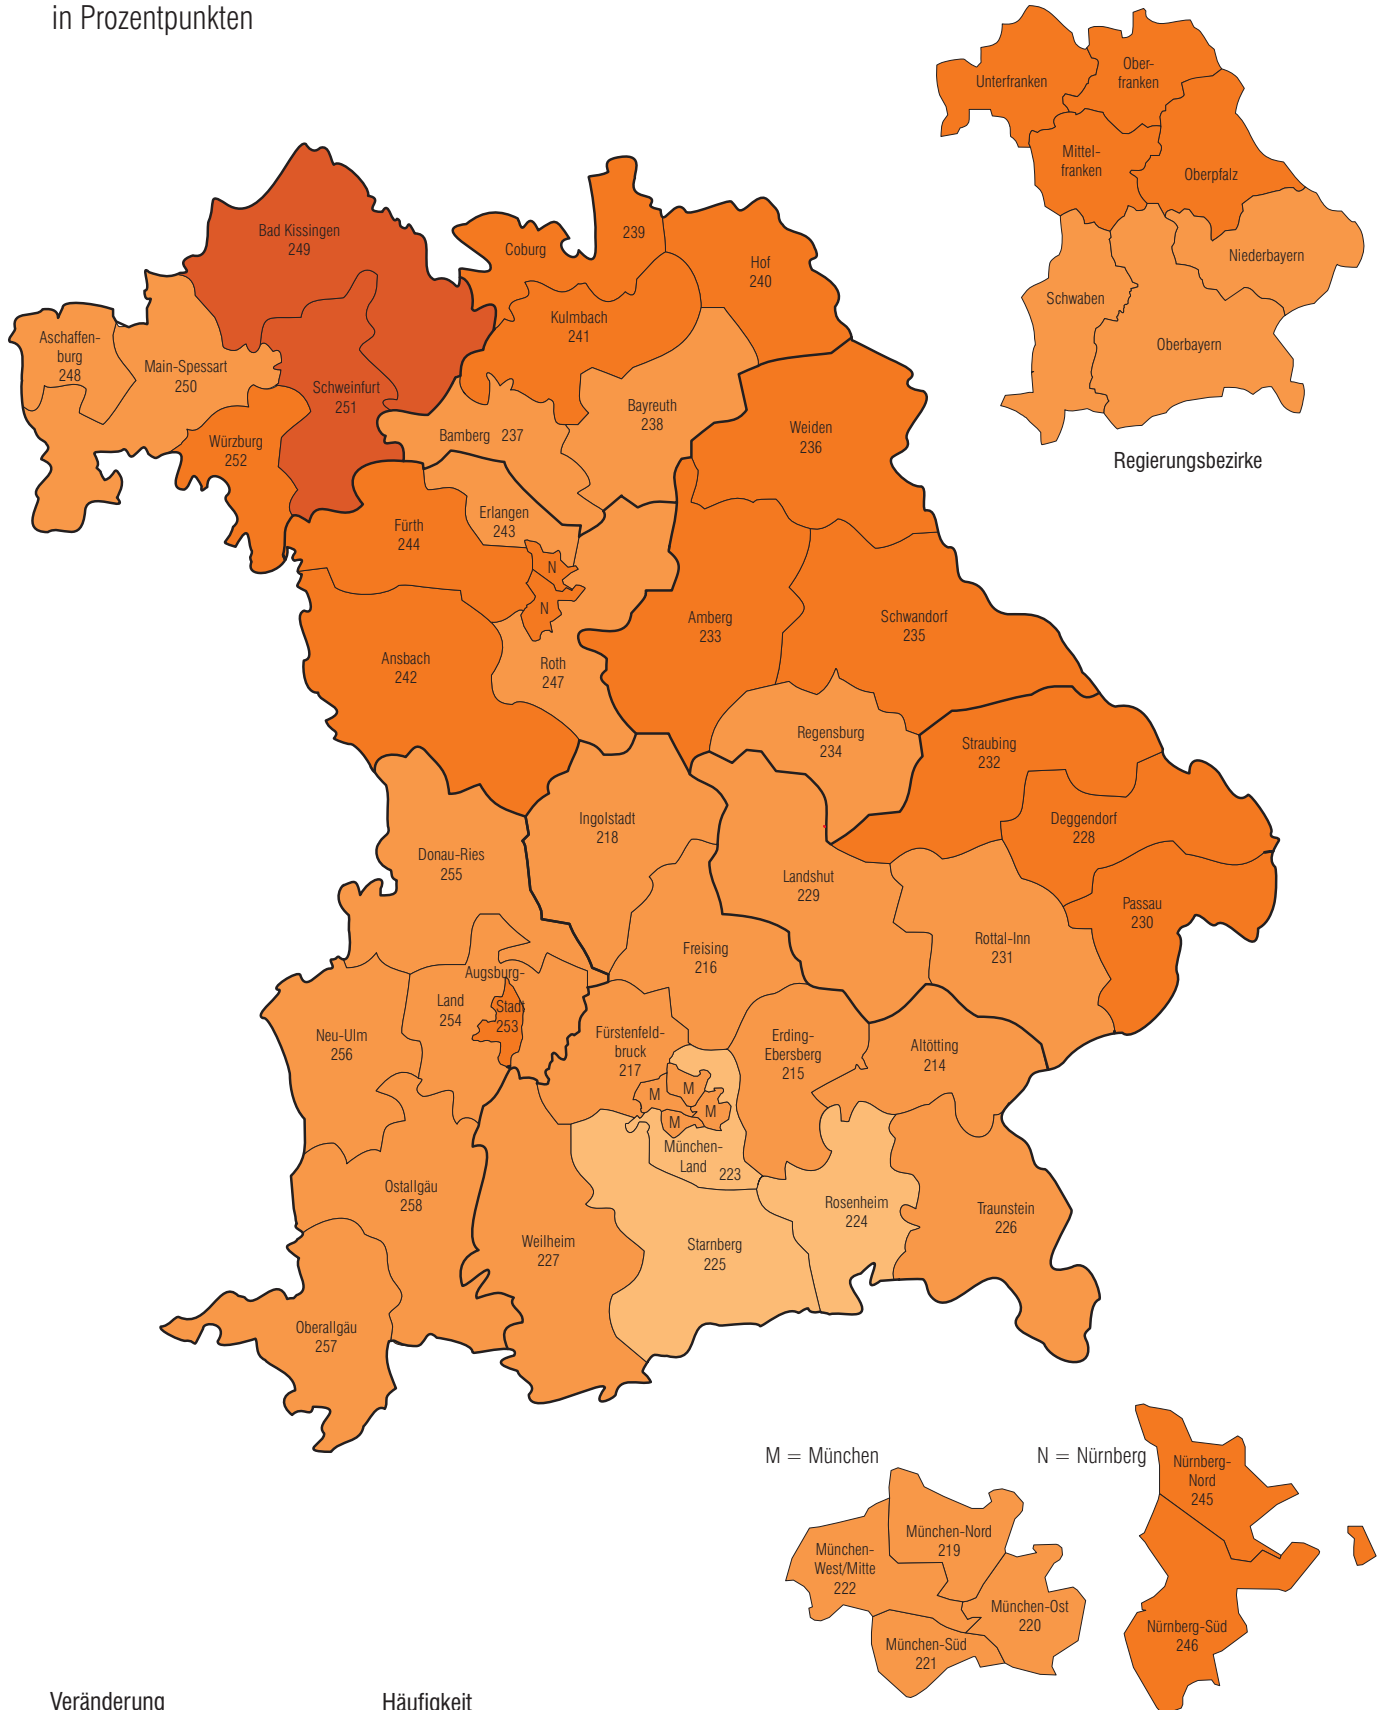 in Prozentpunkten
Unterfranken
Ober-
franken
Mittel-
franken
Oberpfalz
Niederbayern
Schwaben
Oberbayern
Regierungsbezirke
Bad Kissingen
249
Coburg
239
Hof
240
Kulmbach
241
Aschaffen-
burg
248
Main-Spessart
250
Schweinfurt
251
Würzburg
252
Bamberg 237
Bayreuth
238
Weiden
236
Erlangen
243
Fürth
244
N
N
Amberg
233
Schwandorf
235
Ansbach
242
Roth
247
Regensburg
234
Straubing
232
Ingolstadt
218
Deggendorf
228
Donau-Ries
255
Landshut
229
Passau
230
Freising
216
Rottal-Inn
231
Augsburg-
Land
254
Stadt
253
Neu-Ulm
256
Fürstenfeld-
bruck
217
Erding-
Ebersberg
215
Altötting
214
M
M
M
M
München-
Land 223
Ostallgäu
258
Rosenheim
224
Traunstein
226
Weilheim
227
Starnberg
225
Oberallgäu
257
M = München
N = Nürnberg
Nürnberg-
Nord
245
München-Nord
219
München-
West/Mitte
222
München-Ost
220
München-Süd
221
Nürnberg-Süd
246
Veränderung
Häufigkeit